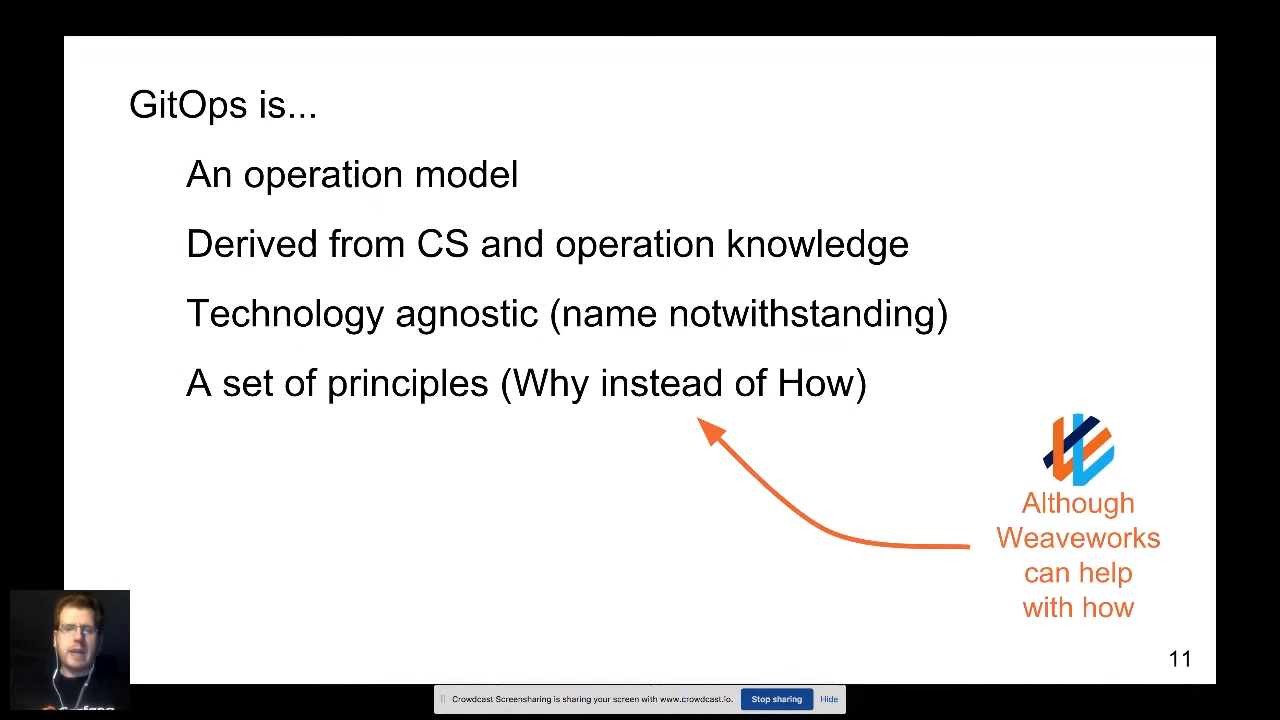 GitOps is...
An operation model
Derived from CS and operation knowledge
Technology agnostic (name notwithstanding)
A set of principles (Why instead of How)
Although
Weaveworks
can help
with how
11
Crowdcast Screensharing is sharing your screen with www.crowdcast.io.
Stop sharing
Hide